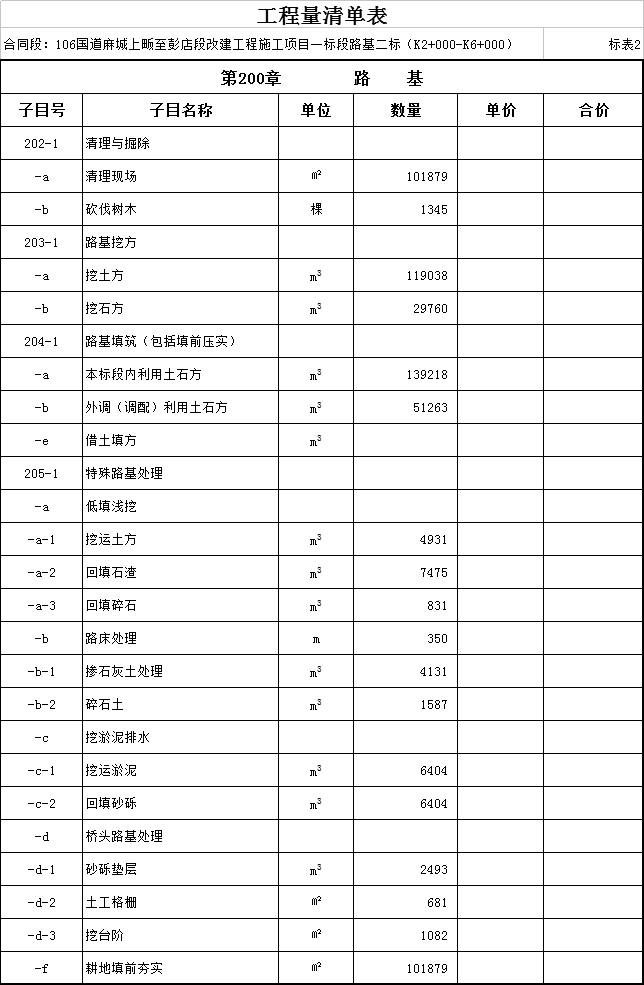 工程量清单表
合同段：106国道麻城上畈至彭店段改建工程施工项目一标段路基二标（K2+000-K6+000） 标表2
第200章 路 基
子目号 子目名称 单位 数量 单价 合价
202-1 清理与掘除
-a 清理现场 m² 101879
-b 砍伐树木 棵 1345
203-1 路基挖方
-a 挖土方 m³ 119038
-b 挖石方 m³ 29760
204-1 路基填筑（包括填前压实）
-a 本标段内利用土石方 m³ 139218
-b 外调（调配）利用土石方 m³ 51263
-e 借土填方 m³
205-1 特殊路基处理
-a 低填浅挖
-a-1 挖运土方 m³ 4931
-a-2 回填石渣 m³ 7475
-a-3 回填碎石 m³ 831
-b 路床处理 m 350
-b-1 掺石灰土处理 m³ 4131
-b-2 碎石土 m³ 1587
-c 挖淤泥排水
-c-1 挖运淤泥 m³ 6404
-c-2 回填砂砾 m³ 6404
-d 桥头路基处理
-d-1 砂砾垫层 m³ 2493
-d-2 土工格栅 m² 681
-d-3 挖台阶 m² 1082
-f 耕地填前夯实 m² 101879